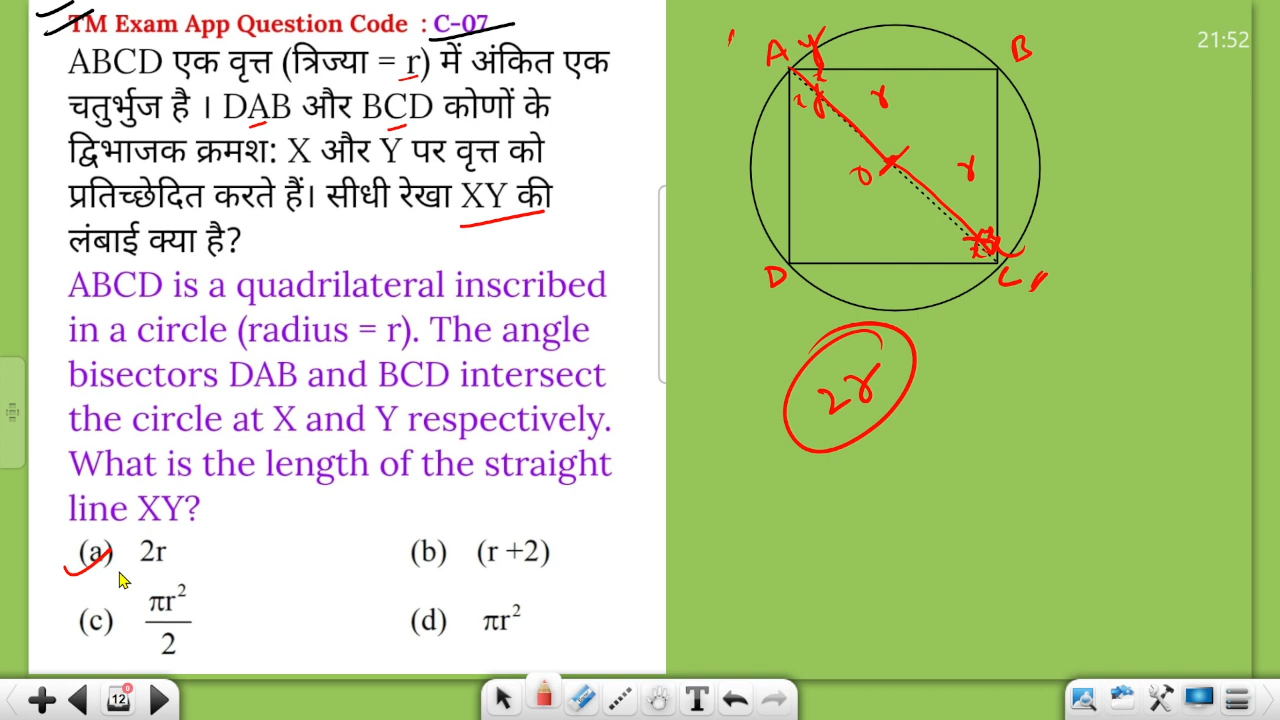 TM Exam App Question Code : C-07
ABCD एक वृत्त (त्रिज्या = r) में अंकित एक
चतुर्भुज है । DAB और BCD कोणों के
द्विभाजक क्रमश: X और Y पर वृत्त को
प्रतिच्छेदित करते हैं। सीधी रेखा XY की
लंबाई क्या है?
ABCD is a quadrilateral inscribed
in a circle (radius = r). The angle
bisectors DAB and BCD intersect
the circle at X and Y respectively.
What is the length of the straight
line XY?
(a) 2r
(b) (r +2)
(c) πr²/2
(d) πr²
21:52
A y
B
r
r
O
D
C
2r
12
T